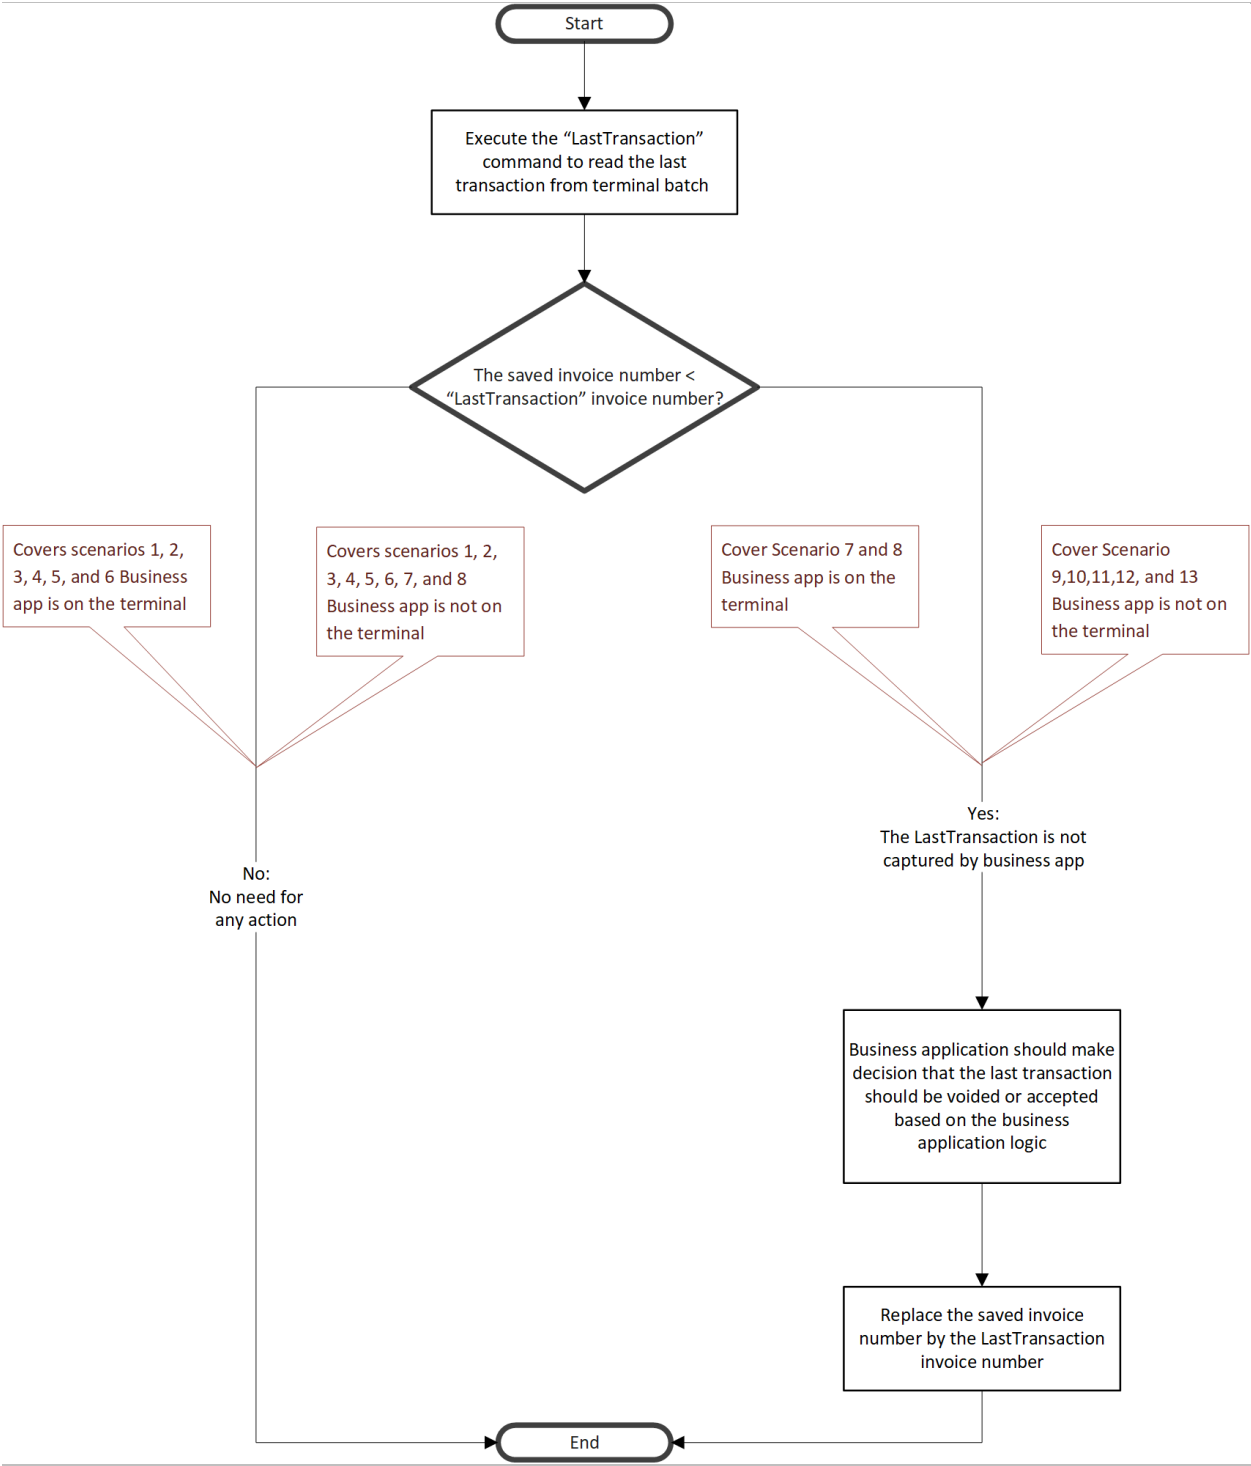 Start
Execute the “LastTransaction”
command to read the last
transaction from terminal batch
The saved invoice number <
“LastTransaction” invoice number?
Covers scenarios 1, 2,
3, 4, 5, and 6 Business
app is on the terminal
Covers scenarios 1, 2,
3, 4, 5, 6, 7, and 8
Business app is not on
the terminal
Cover Scenario 7 and 8
Business app is on the
terminal
Cover Scenario
9,10,11,12, and 13
Business app is not on
the terminal
Yes:
The LastTransaction is not
captured by business app
No:
No need for
any action
Business application should make
decision that the last transaction
should be voided or accepted
based on the business
application logic
Replace the saved invoice
number by the LastTransaction
invoice number
End